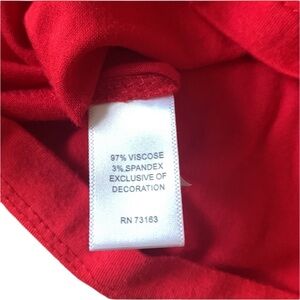 97% VISCOSE
3% SPANDEX
EXCLUSIVE OF
DECORATION
RN 73163